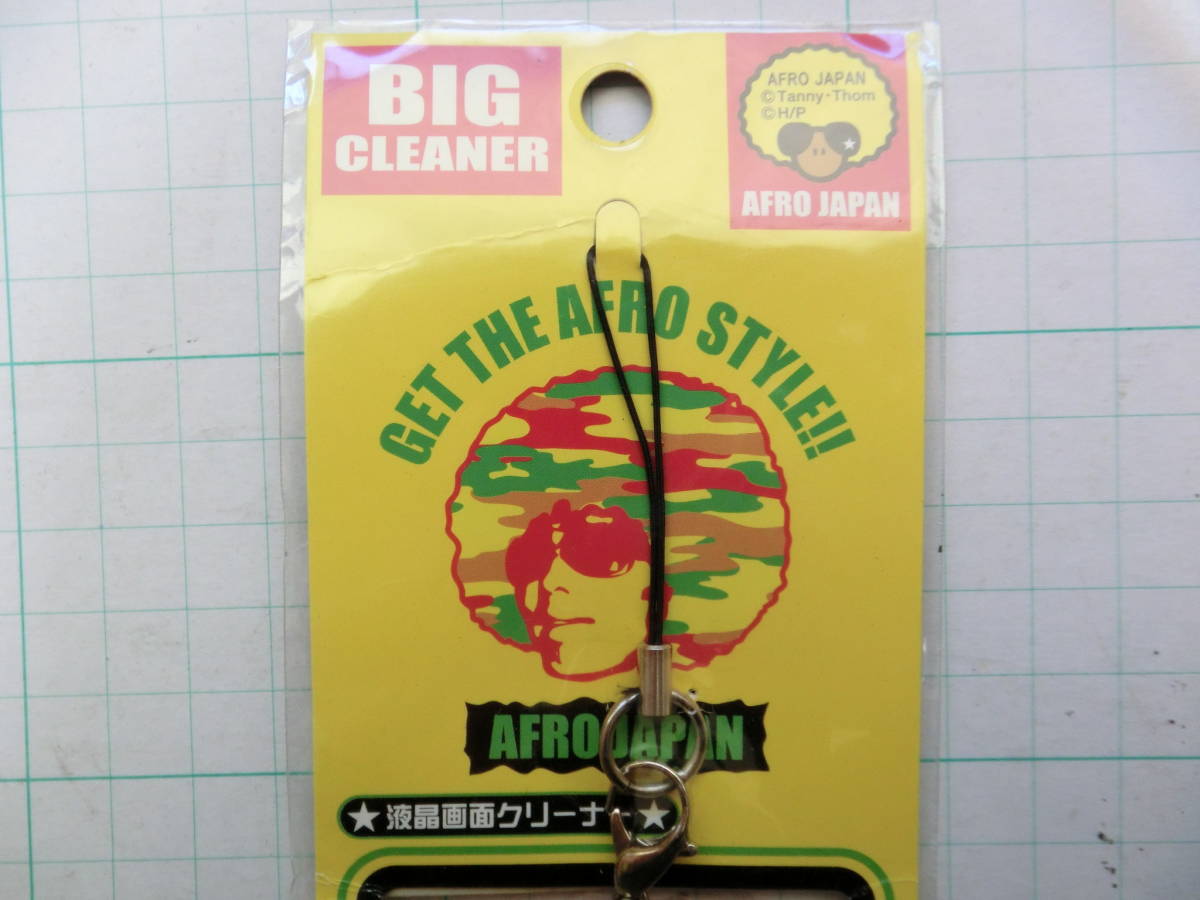 BIG
CLEANER
AFRO JAPAN
©Tanny・Thom
©H/P
AFRO JAPAN
GET THE AFRO STYLE!!
AFRO JAPAN
★液晶画面クリーナー★